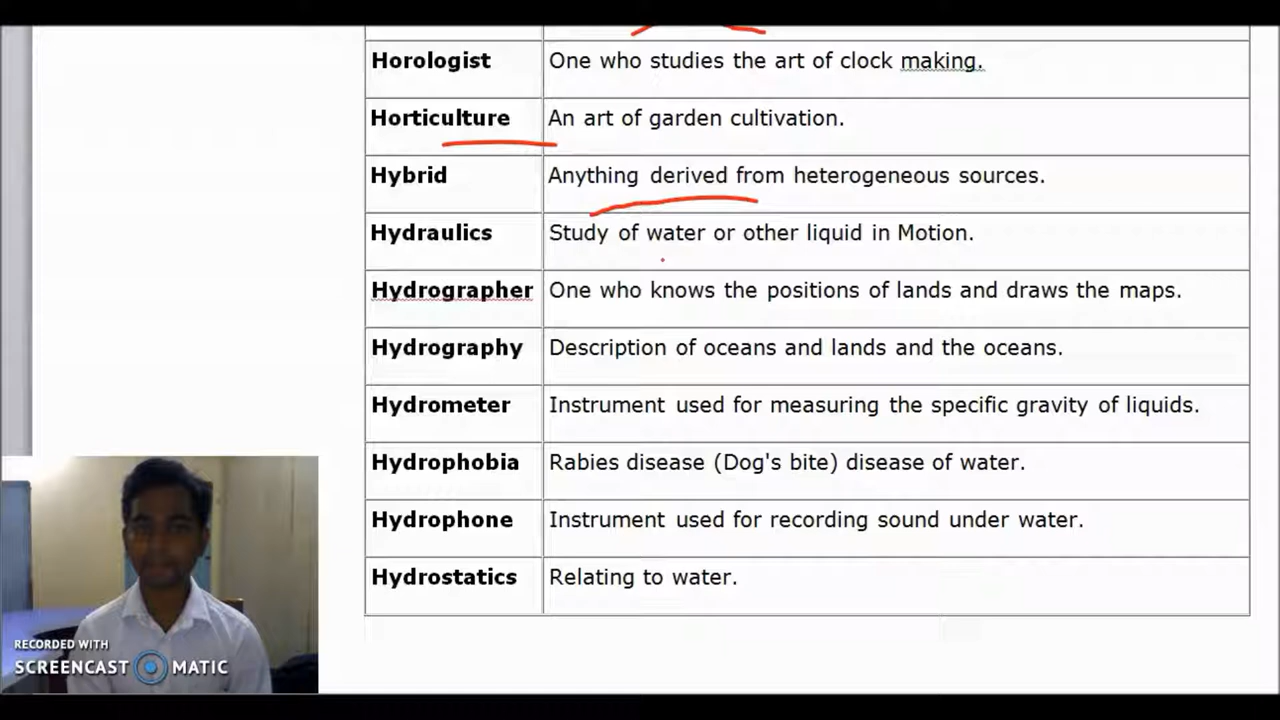 Horologist One who studies the art of clock making.
Horticulture An art of garden cultivation.
Hybrid Anything derived from heterogeneous sources.
Hydraulics Study of water or other liquid in Motion.
Hydrographer One who knows the positions of lands and draws the maps.
Hydrography Description of oceans and lands and the oceans.
Hydrometer Instrument used for measuring the specific gravity of liquids.
Hydrophobia Rabies disease (Dog's bite) disease of water.
Hydrophone Instrument used for recording sound under water.
Hydrostatics Relating to water.
RECORDED WITH
SCREENCAST MATIC